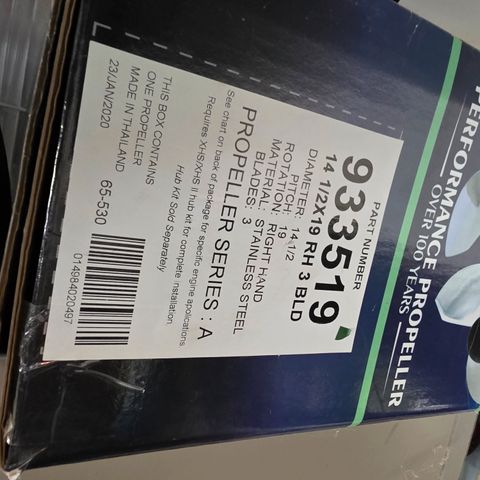 PERFORMANCE PROPELLER
OVER 100 YEARS
PART NUMBER
933519
14 1/2X19 RH 3 BLD
DIAMETER: 14 1/2
PITCH: 19
ROTATION: RIGHT HAND
MATERIAL: STAINLESS STEEL
BLADES: 3
PROPELLER SERIES: A
See chart on back of package for specific engine applications
Requires XHS/XHS II hub kit for complete installation.
Hub Kit Sold Separately
THIS BOX CONTAINS
ONE PROPELLER
MADE IN THAILAND
23/JAN/2020
65-530
014984020497